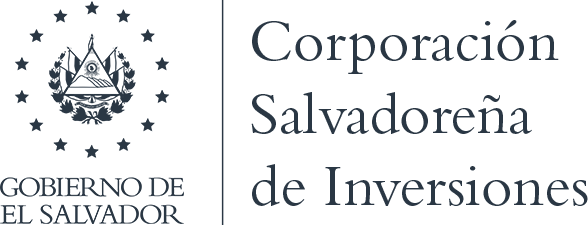 GOBIERNO DE
EL SALVADOR
Corporación
Salvadoreña
de Inversiones